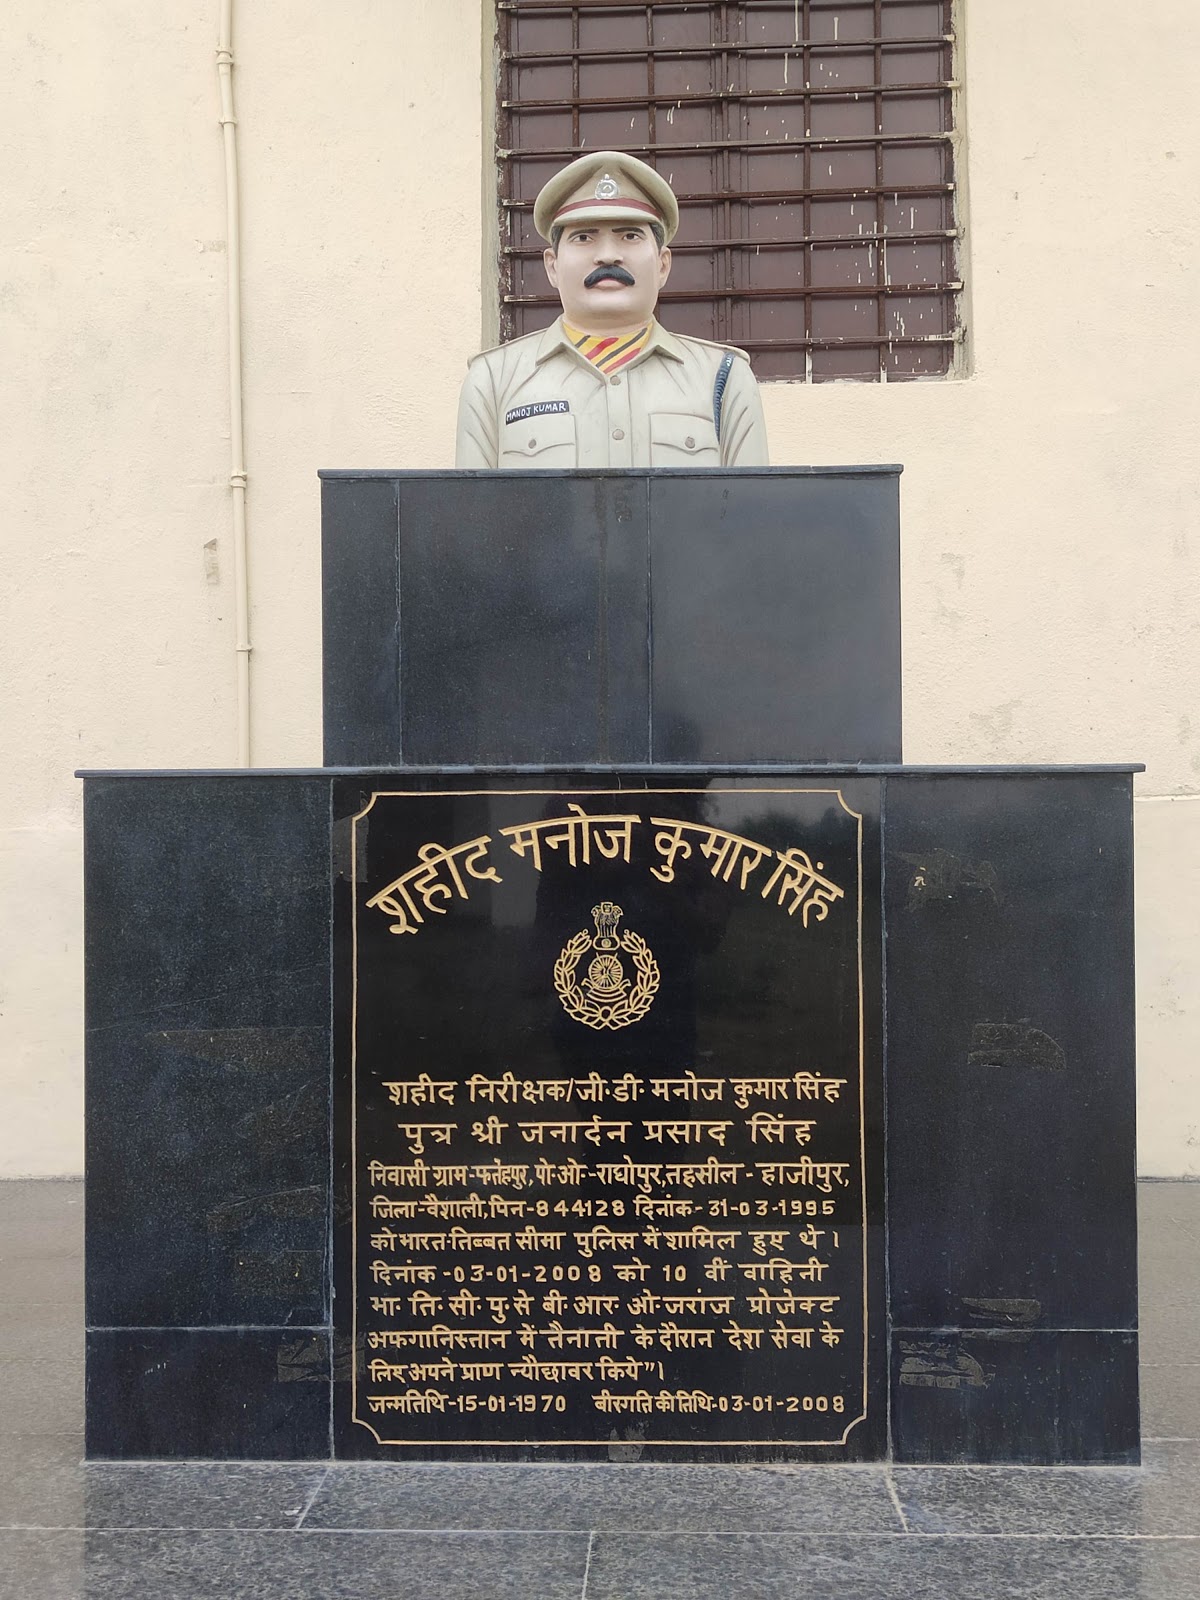 MANOJ KUMAR
शहीद मनोज कुमार सिंह
शहीद निरीक्षक/जी.डी. मनोज कुमार सिंह
पुत्र श्री जनार्दन प्रसाद सिंह
निवासी ग्राम-फतेहपुर, पो.ओ.-राघोपुर, तहसील - हाजीपुर,
जिला-वैशाली, पिन-844128 दिनांक-31-03-1995
को भारत-तिब्बत सीमा पुलिस में शामिल हुए थे ।
दिनांक -03-01-2008 को 10 वीं वाहिनी
भा. ति. सी. पु. से बी. आर. ओ. जरांज प्रोजेक्ट
अफगानिस्तान में तैनाती के दौरान देश सेवा के
लिए अपने प्राण न्यौछावर किये"।
जन्मतिथि-15-01-1970 वीरगति की तिथि-03-01-2008